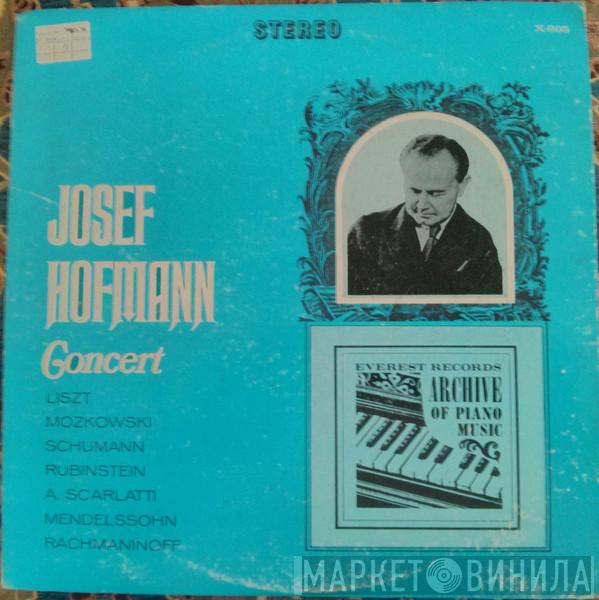 STEREO
X-905
JOSEF
HOFMANN
Concert
LISZT
MOZKOWSKI
SCHUMANN
RUBINSTEIN
A. SCARLATTI
MENDELSSOHN
RACHMANINOFF
EVEREST RECORDS
ARCHIVE
OF PIANO
MUSIC
МАРКЕТ ВИНИЛА